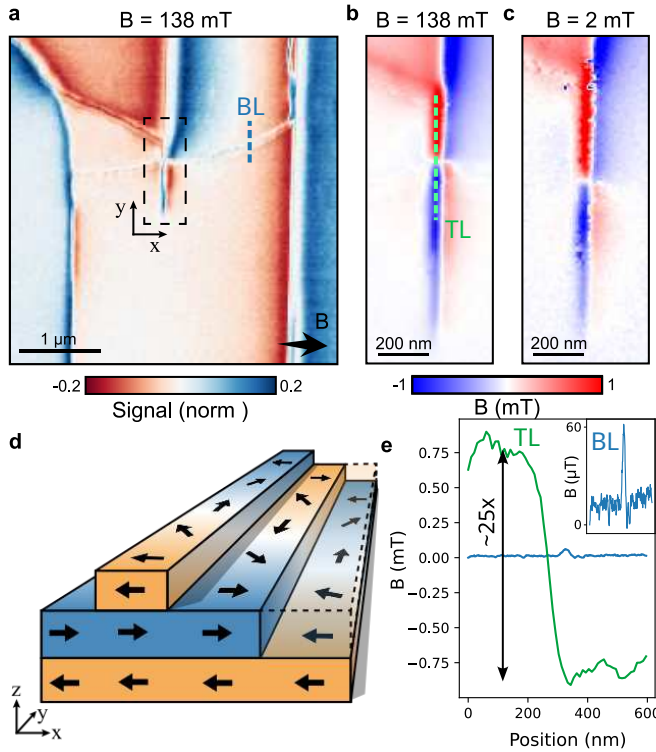 a
B = 138 mT
BL
y
x
1 μm
B
-0.2
0.2
Signal (norm )
b
B = 138 mT
TL
200 nm
c
B = 2 mT
200 nm
-1
1
B (mT)
d
z
y
x
e
TL
BL
60
0
B (μT)
~25x
0.75
0.50
0.25
0.00
−0.25
−0.50
−0.75
B (mT)
0
200
400
600
Position (nm)